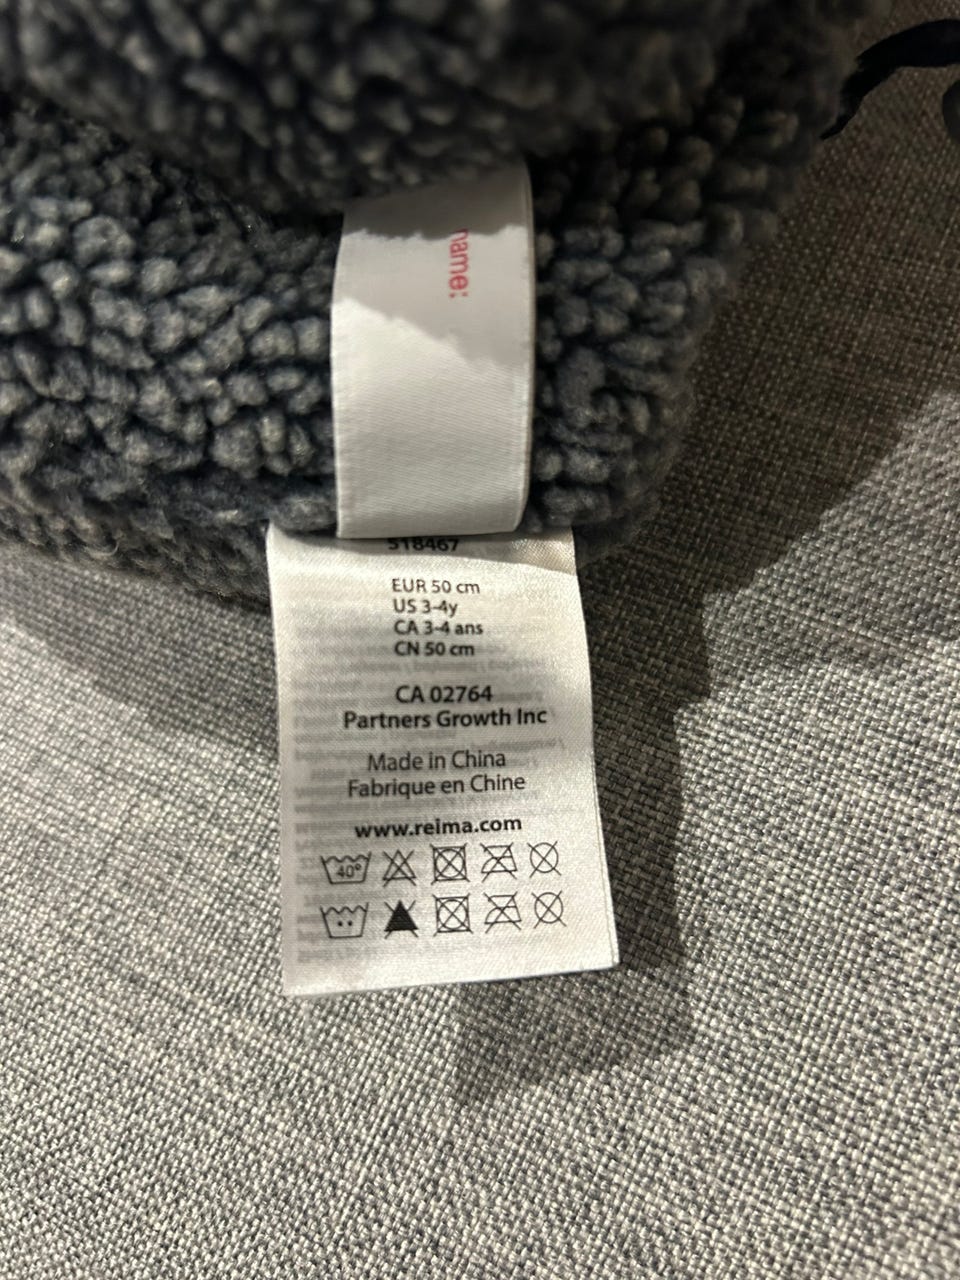 name:
518467
EUR 50 cm
US 3-4y
CA 3-4 ans
CN 50 cm
CA 02764
Partners Growth Inc
Made in China
Fabrique en Chine
www.reima.com
40°